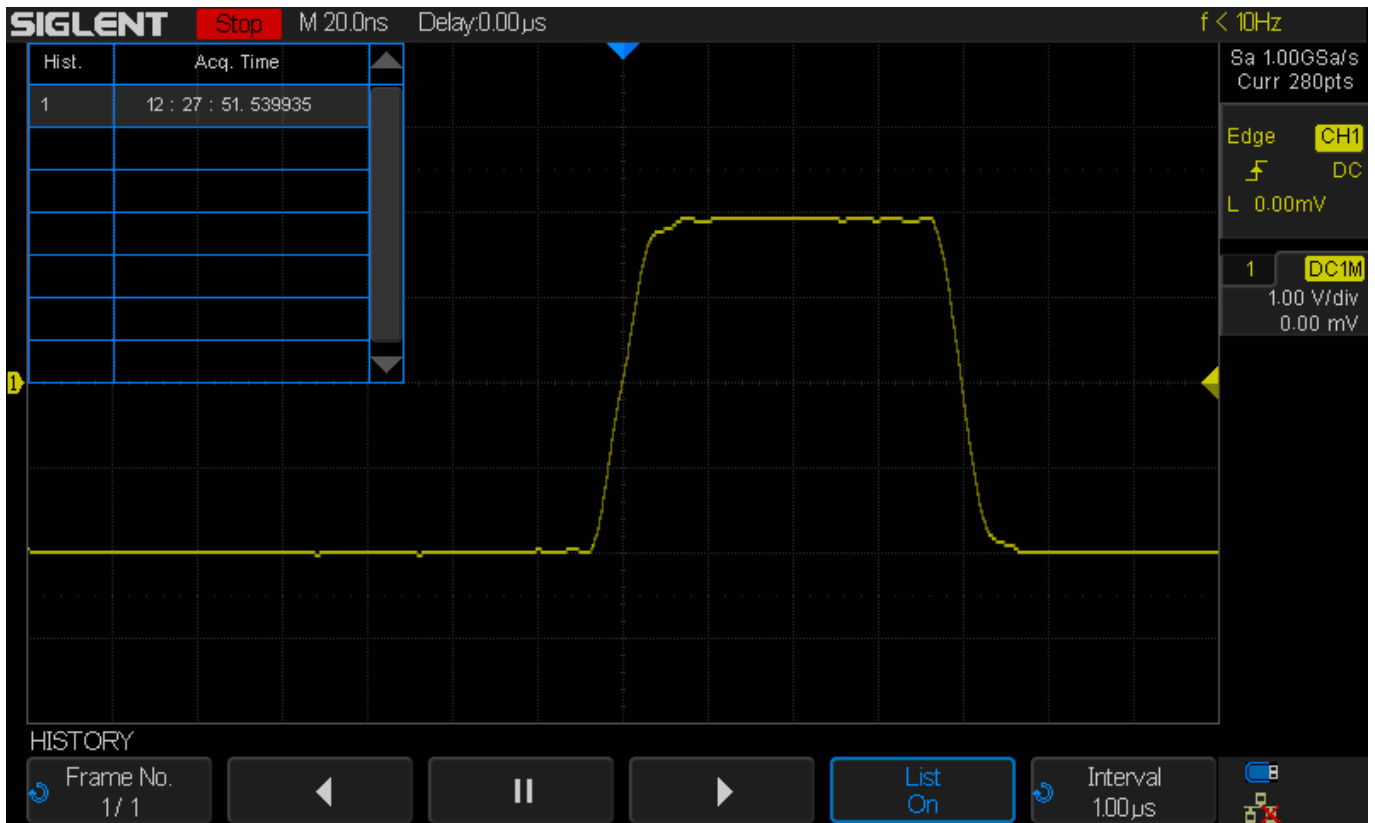 SIGLENT Stop M 20.0ns Delay:0.00µs f < 10Hz
Hist. Acq. Time
1 12 : 27 : 51. 539935
Sa 1.00GSa/s
Curr 280pts
Edge CH1
DC
L 0.00mV
1 DC1M
1.00 V/div
0.00 mV
1
HISTORY
Frame No.
1/ 1
List
On
Interval
1.00µs